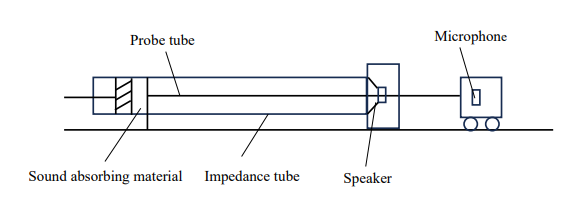 Microphone
Probe tube
Sound absorbing material
Impedance tube
Speaker